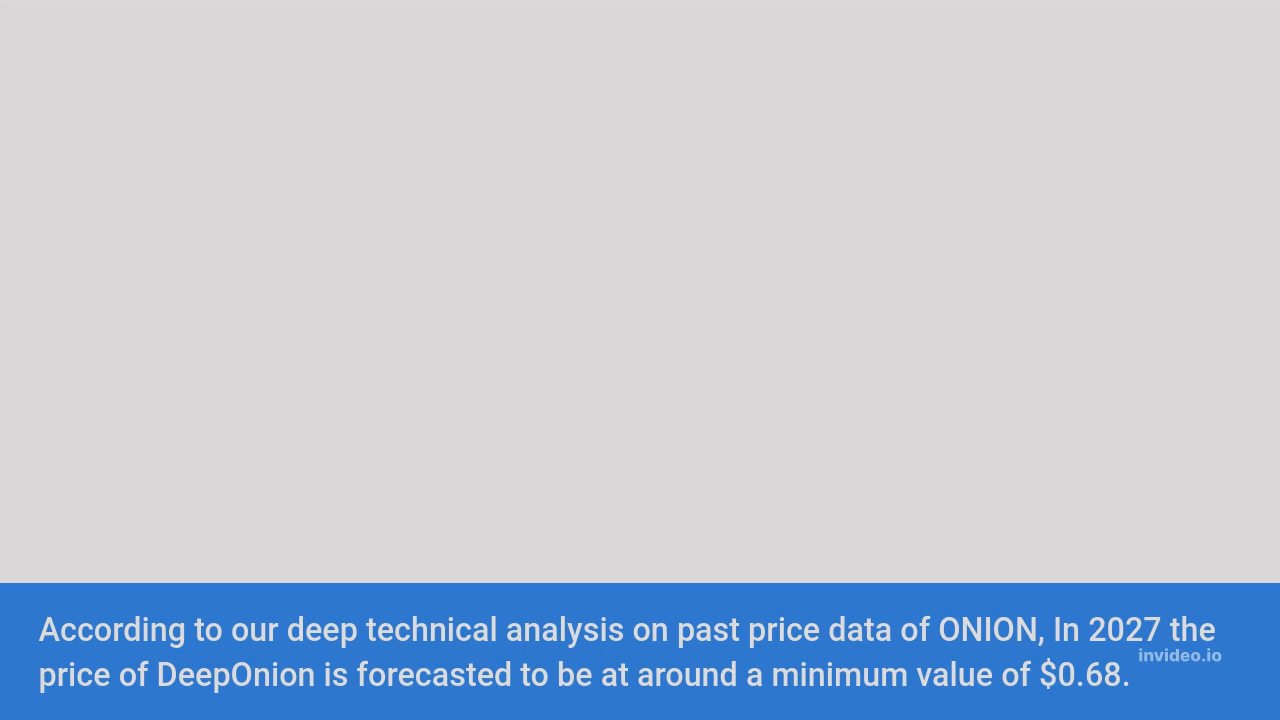 According to our deep technical analysis on past price data of ONION, In 2027 the
invideo.io
price of DeepOnion is forecasted to be at around a minimum value of $0.68.